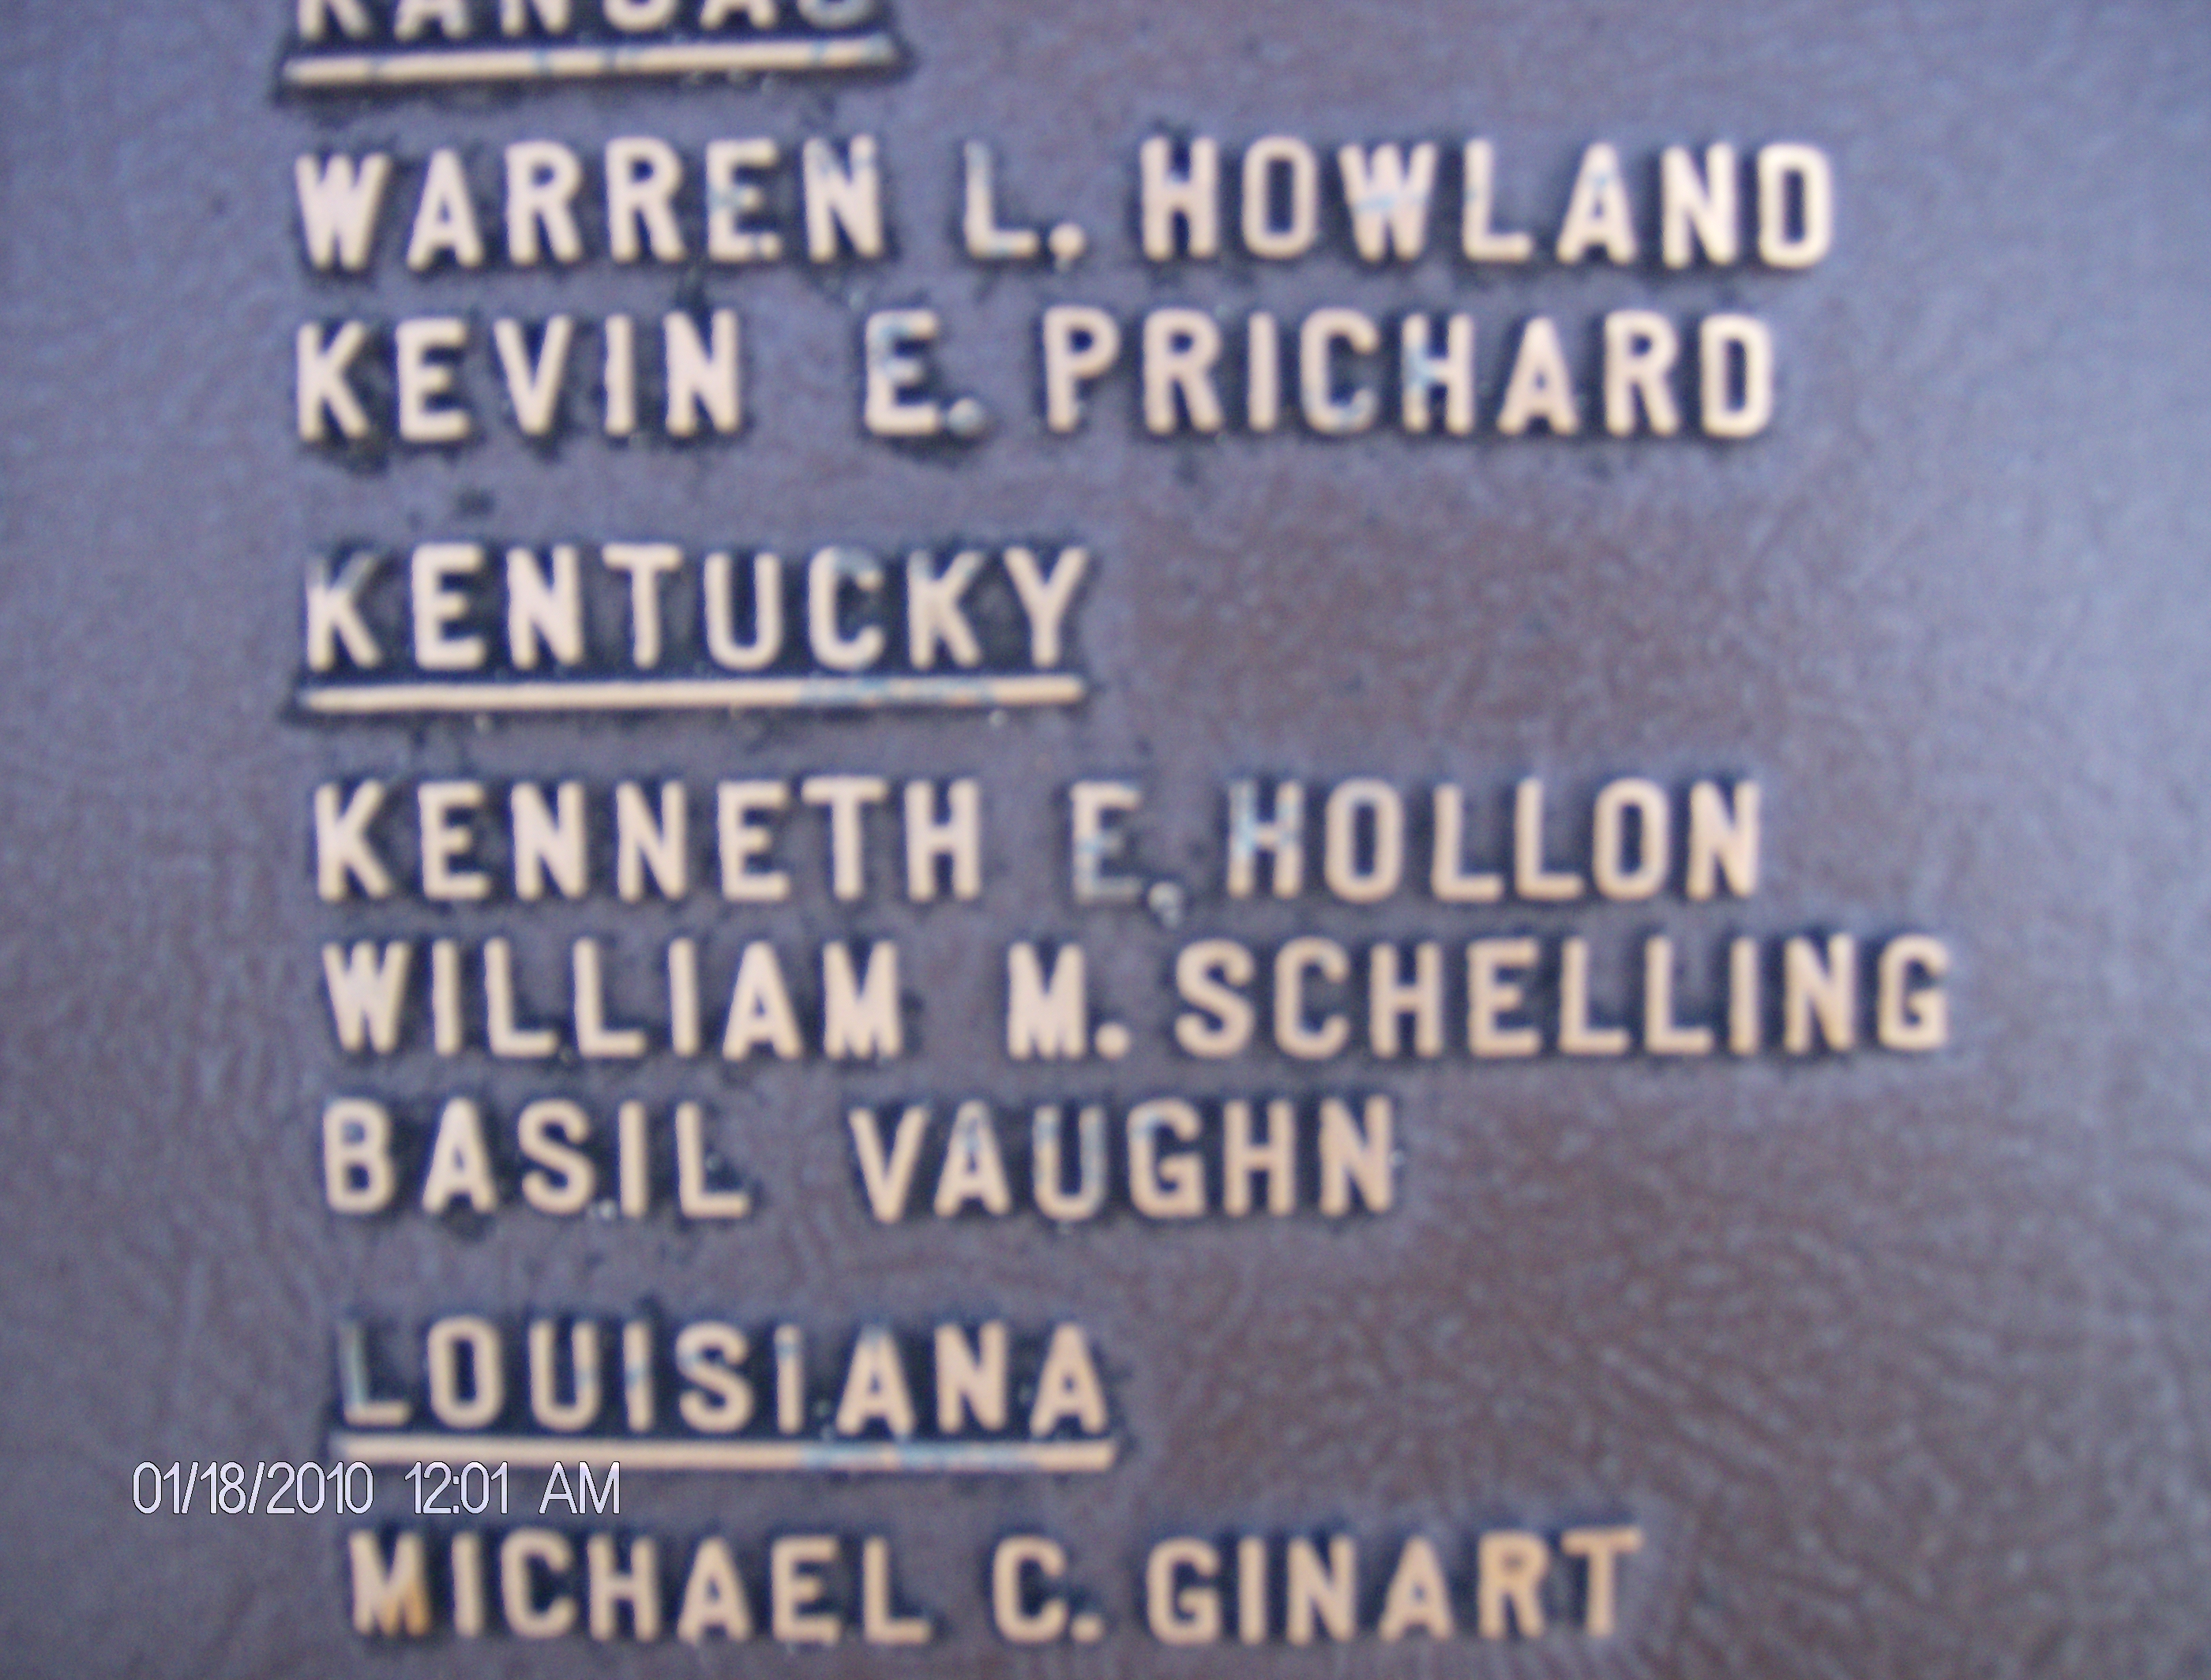 KANSAS
WARREN L. HOWLAND
KEVIN E. PRICHARD
KENTUCKY
KENNETH E. HOLLON
WILLIAM M. SCHELLING
BASIL VAUGHN
LOUISIANA
01/18/2010 12:01 AM
MICHAEL C. GINART